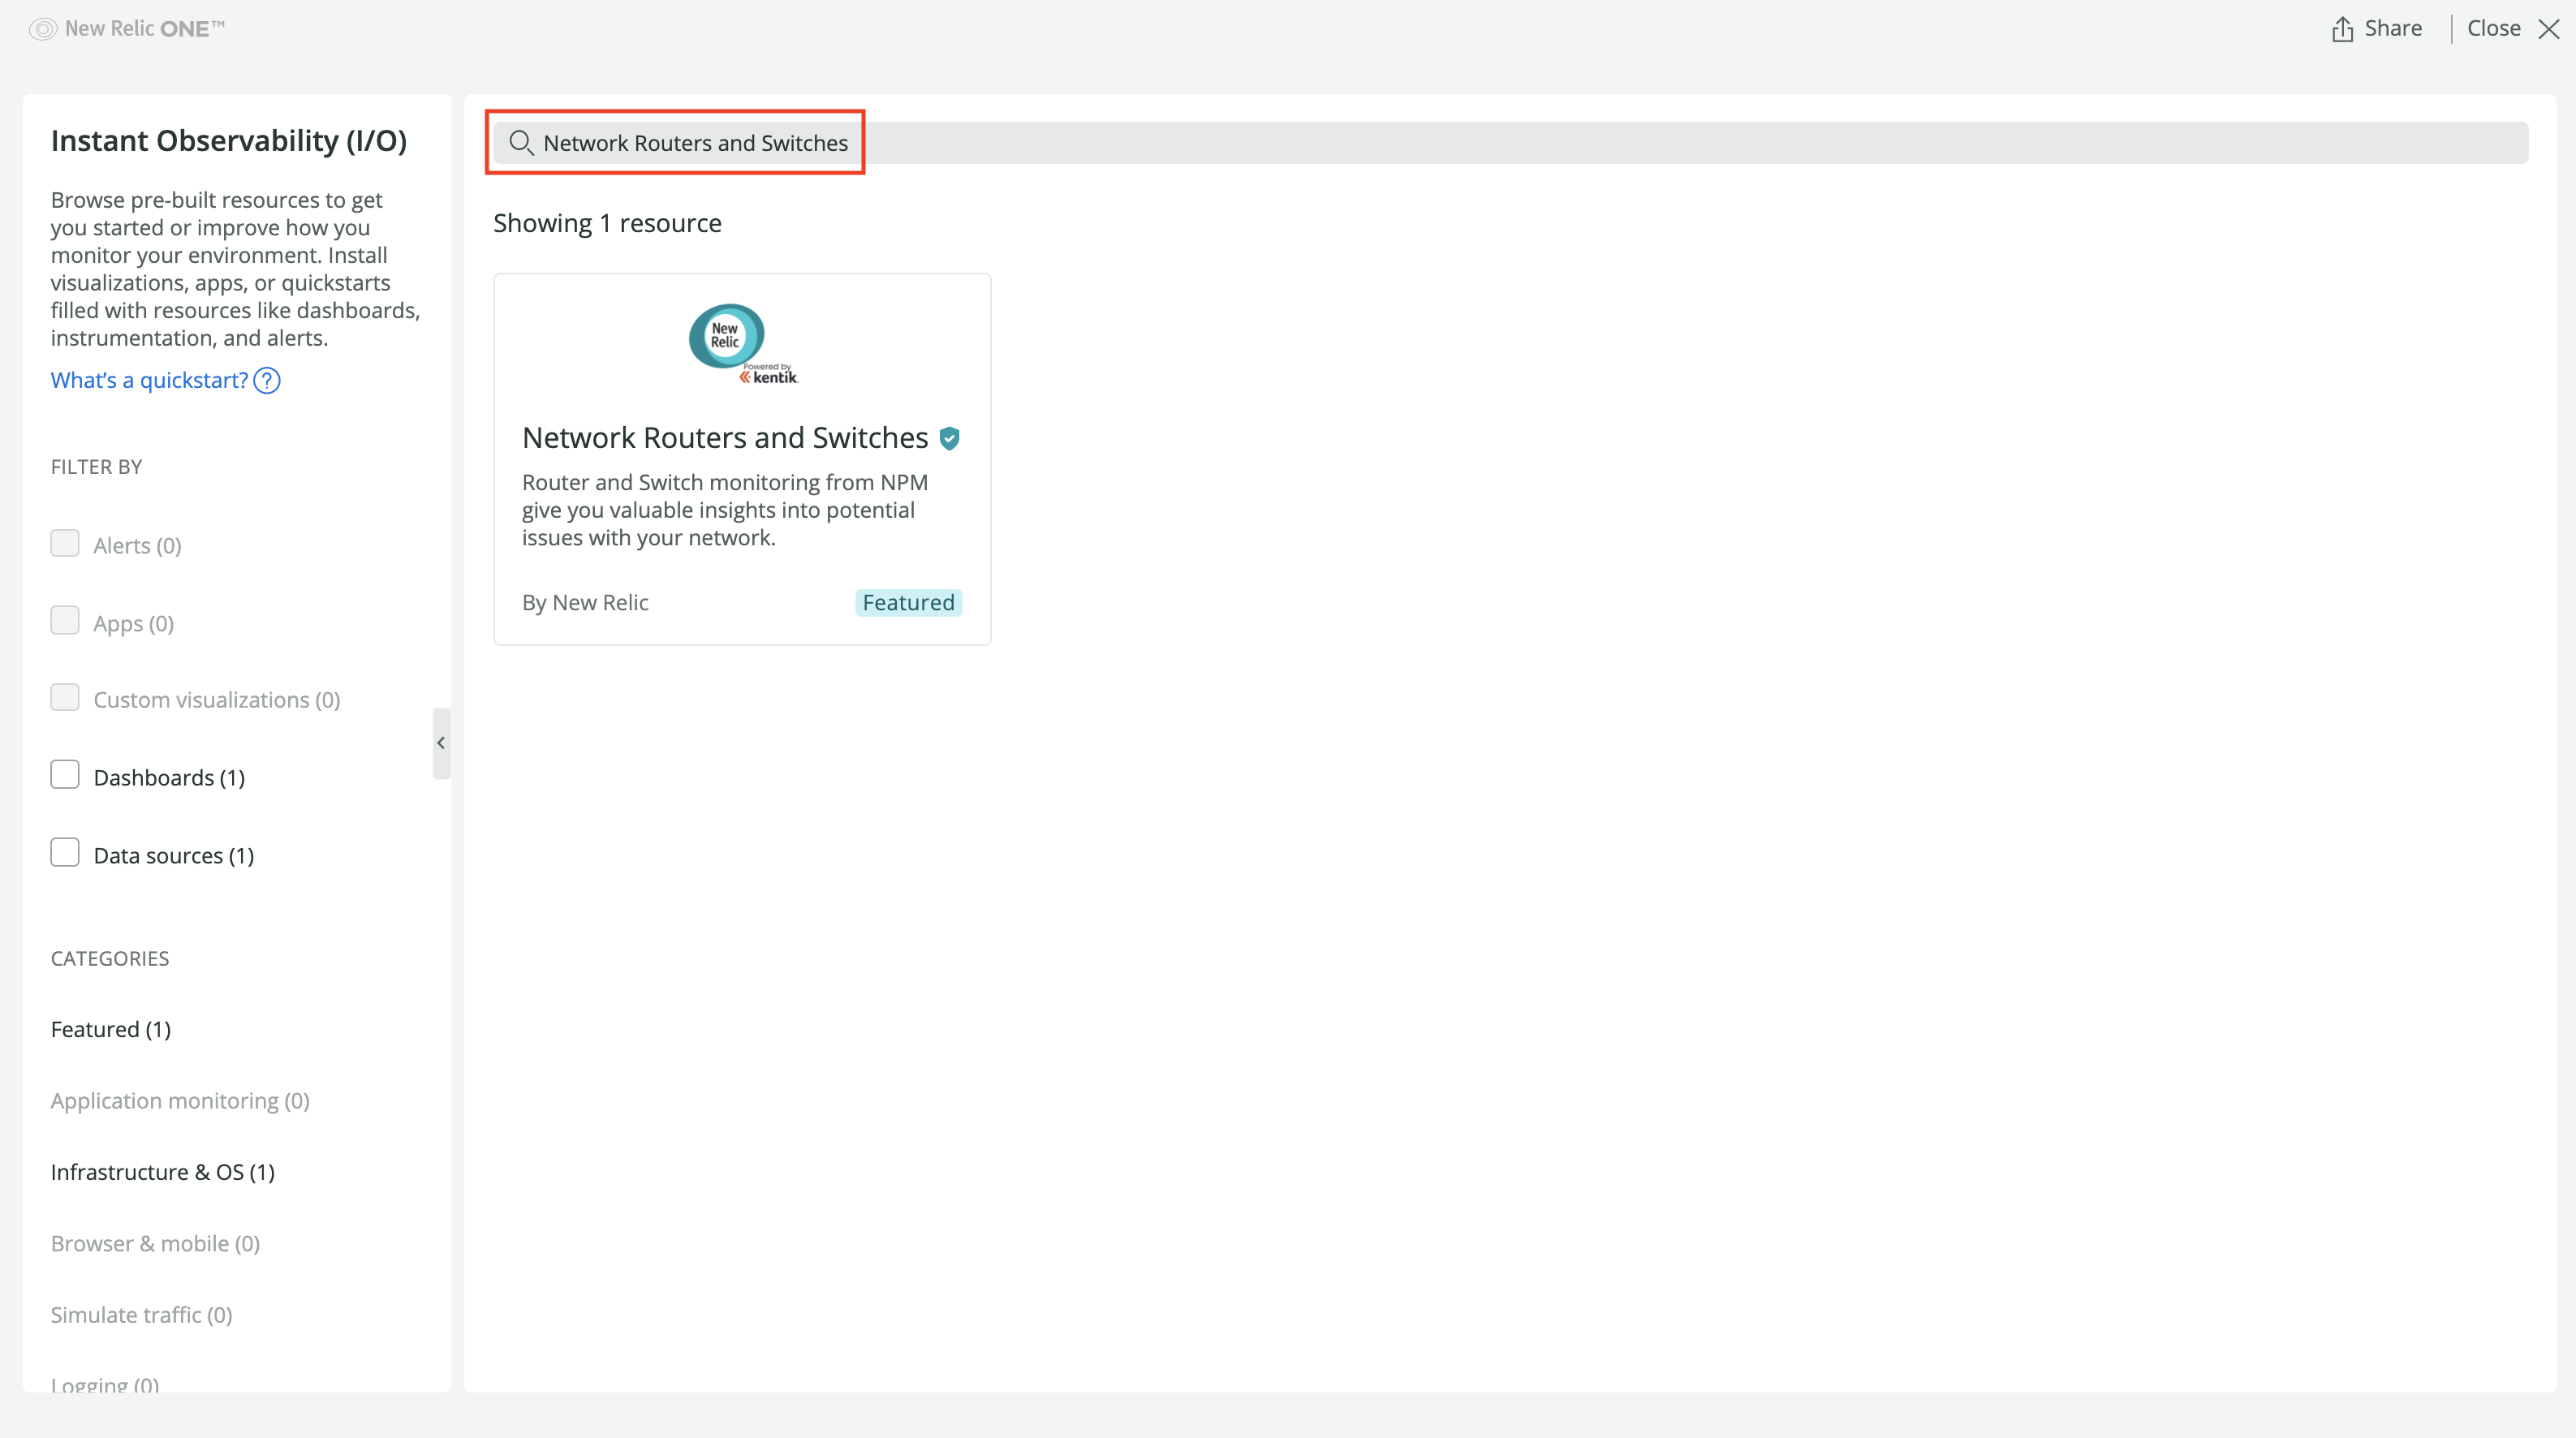 New Relic ONE™
Share
Close
Instant Observability (I/O)
Browse pre-built resources to get
you started or improve how you
monitor your environment. Install
visualizations, apps, or quickstarts
filled with resources like dashboards,
instrumentation, and alerts.
What's a quickstart? ?
FILTER BY
Alerts (0)
Apps (0)
Custom visualizations (0)
Dashboards (1)
Data sources (1)
CATEGORIES
Featured (1)
Application monitoring (0)
Infrastructure & OS (1)
Browser & mobile (0)
Simulate traffic (0)
Logging (0)
Network Routers and Switches
Showing 1 resource
New
Relic
Powered by
kentik.
Network Routers and Switches
Router and Switch monitoring from NPM
give you valuable insights into potential
issues with your network.
By New Relic
Featured